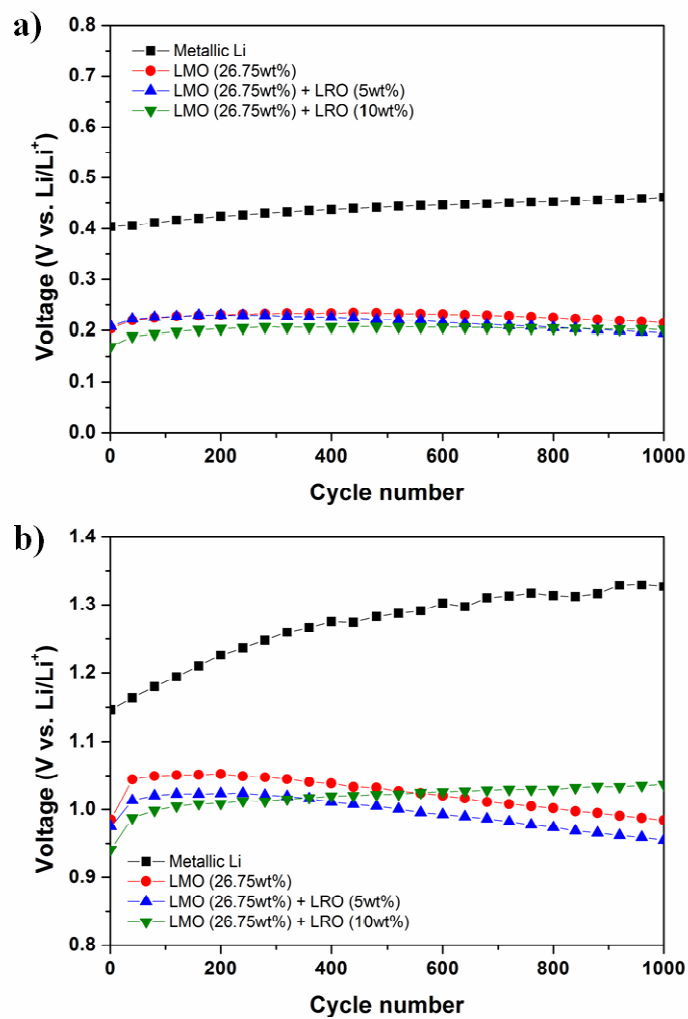 a)
Voltage (V vs. Li/Li+)
0.8
0.7
0.6
0.5
0.4
0.3
0.2
0.1
0.0
Metallic Li
LMO (26.75wt%)
LMO (26.75wt%) + LRO (5wt%)
LMO (26.75wt%) + LRO (10wt%)
0 200 400 600 800 1000
Cycle number
b)
Voltage (V vs. Li/Li+)
1.4
1.3
1.2
1.1
1.0
0.9
0.8
Metallic Li
LMO (26.75wt%)
LMO (26.75wt%) + LRO (5wt%)
LMO (26.75wt%) + LRO (10wt%)
0 200 400 600 800 1000
Cycle number